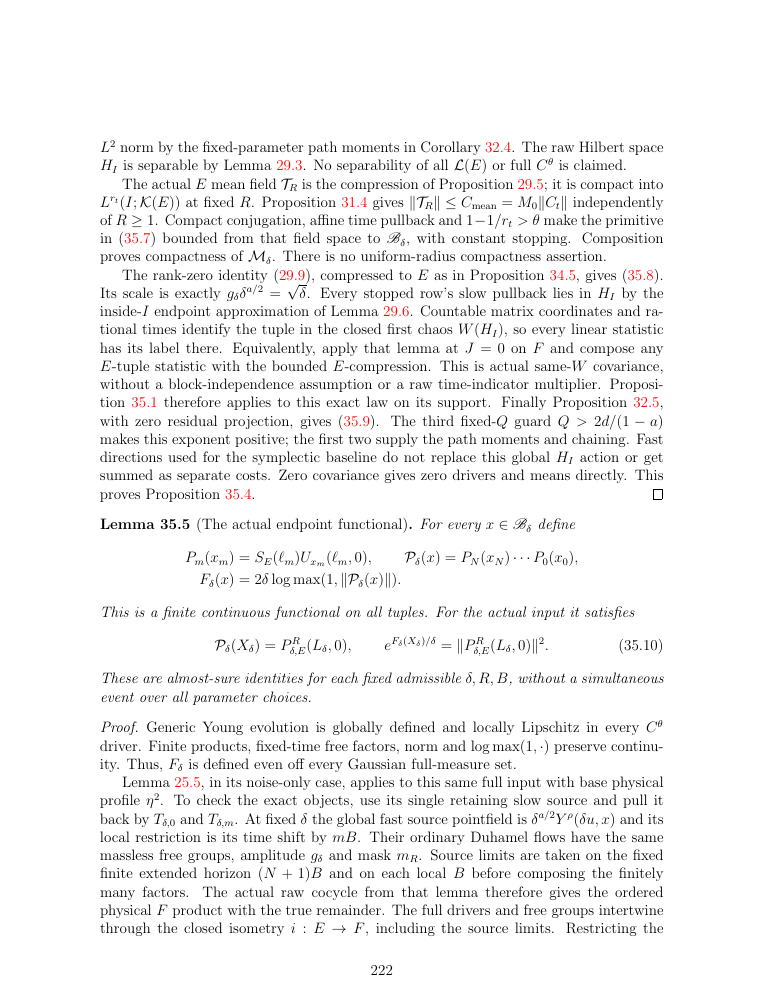 L² norm by the fixed-parameter path moments in Corollary 32.4. The raw Hilbert space
H_I is separable by Lemma 29.3. No separability of all 𝓛(E) or full C^θ is claimed.
The actual E mean field 𝒯_R is the compression of Proposition 29.5; it is compact into
L^{r_t}(I; 𝒦(E)) at fixed R. Proposition 31.4 gives ‖𝒯_R‖ ≤ C_mean = M_0‖C_t‖ independently
of R ≥ 1. Compact conjugation, affine time pullback and 1−1/r_t > θ make the primitive
in (35.7) bounded from that field space to ℬ_δ, with constant stopping. Composition
proves compactness of ℳ_δ. There is no uniform-radius compactness assertion.
The rank-zero identity (29.9), compressed to E as in Proposition 34.5, gives (35.8).
Its scale is exactly g_δδ^{a/2} = √δ. Every stopped row's slow pullback lies in H_I by the
inside-I endpoint approximation of Lemma 29.6. Countable matrix coordinates and ra-
tional times identify the tuple in the closed first chaos W(H_I), so every linear statistic
has its label there. Equivalently, apply that lemma at J = 0 on F and compose any
E-tuple statistic with the bounded E-compression. This is actual same-W covariance,
without a block-independence assumption or a raw time-indicator multiplier. Proposi-
tion 35.1 therefore applies to this exact law on its support. Finally Proposition 32.5,
with zero residual projection, gives (35.9). The third fixed-Q guard Q > 2d/(1 − a)
makes this exponent positive; the first two supply the path moments and chaining. Fast
directions used for the symplectic baseline do not replace this global H_I action or get
summed as separate costs. Zero covariance gives zero drivers and means directly. This
proves Proposition 35.4. □
Lemma 35.5 (The actual endpoint functional). For every x ∈ ℬ_δ define
P_m(x_m) = S_E(ℓ_m)U_{x_m}(ℓ_m, 0), 𝒫_δ(x) = P_N(x_N) ··· P_0(x_0),
F_δ(x) = 2δ log max(1, ‖𝒫_δ(x)‖).
This is a finite continuous functional on all tuples. For the actual input it satisfies
𝒫_δ(X_δ) = P^R_{δ,E}(L_δ, 0), e^{F_δ(X_δ)/δ} = ‖P^R_{δ,E}(L_δ, 0)‖². (35.10)
These are almost-sure identities for each fixed admissible δ, R, B, without a simultaneous
event over all parameter choices.
Proof. Generic Young evolution is globally defined and locally Lipschitz in every C^θ
driver. Finite products, fixed-time free factors, norm and log max(1, ·) preserve continu-
ity. Thus, F_δ is defined even off every Gaussian full-measure set.
Lemma 25.5, in its noise-only case, applies to this same full input with base physical
profile η². To check the exact objects, use its single retaining slow source and pull it
back by T_{δ,0} and T_{δ,m}. At fixed δ the global fast source pointfield is δ^{a/2}Y^ρ(δu, x) and its
local restriction is its time shift by mB. Their ordinary Duhamel flows have the same
massless free groups, amplitude g_δ and mask m_R. Source limits are taken on the fixed
finite extended horizon (N + 1)B and on each local B before composing the finitely
many factors. The actual raw cocycle from that lemma therefore gives the ordered
physical F product with the true remainder. The full drivers and free groups intertwine
through the closed isometry i : E → F, including the source limits. Restricting the
222